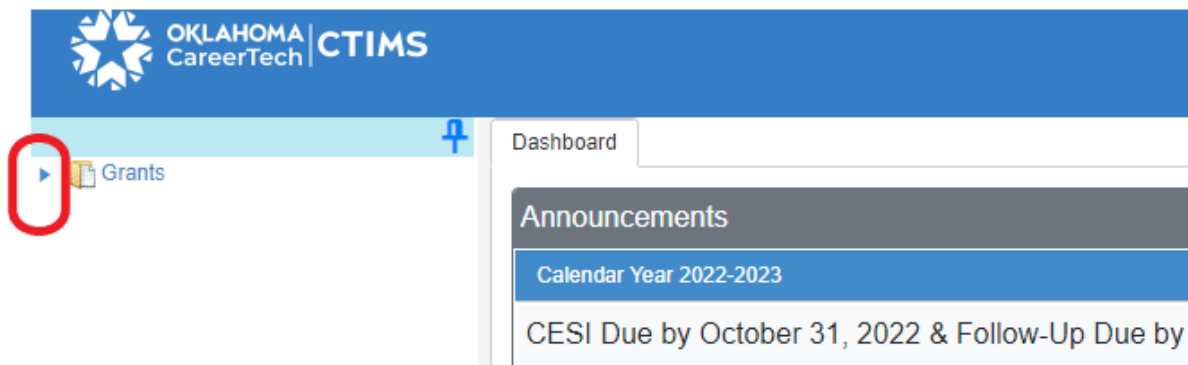 OKLAHOMA
CareerTech
CTIMS
Grants
Dashboard
Announcements
Calendar Year 2022-2023
CESI Due by October 31, 2022 & Follow-Up Due by